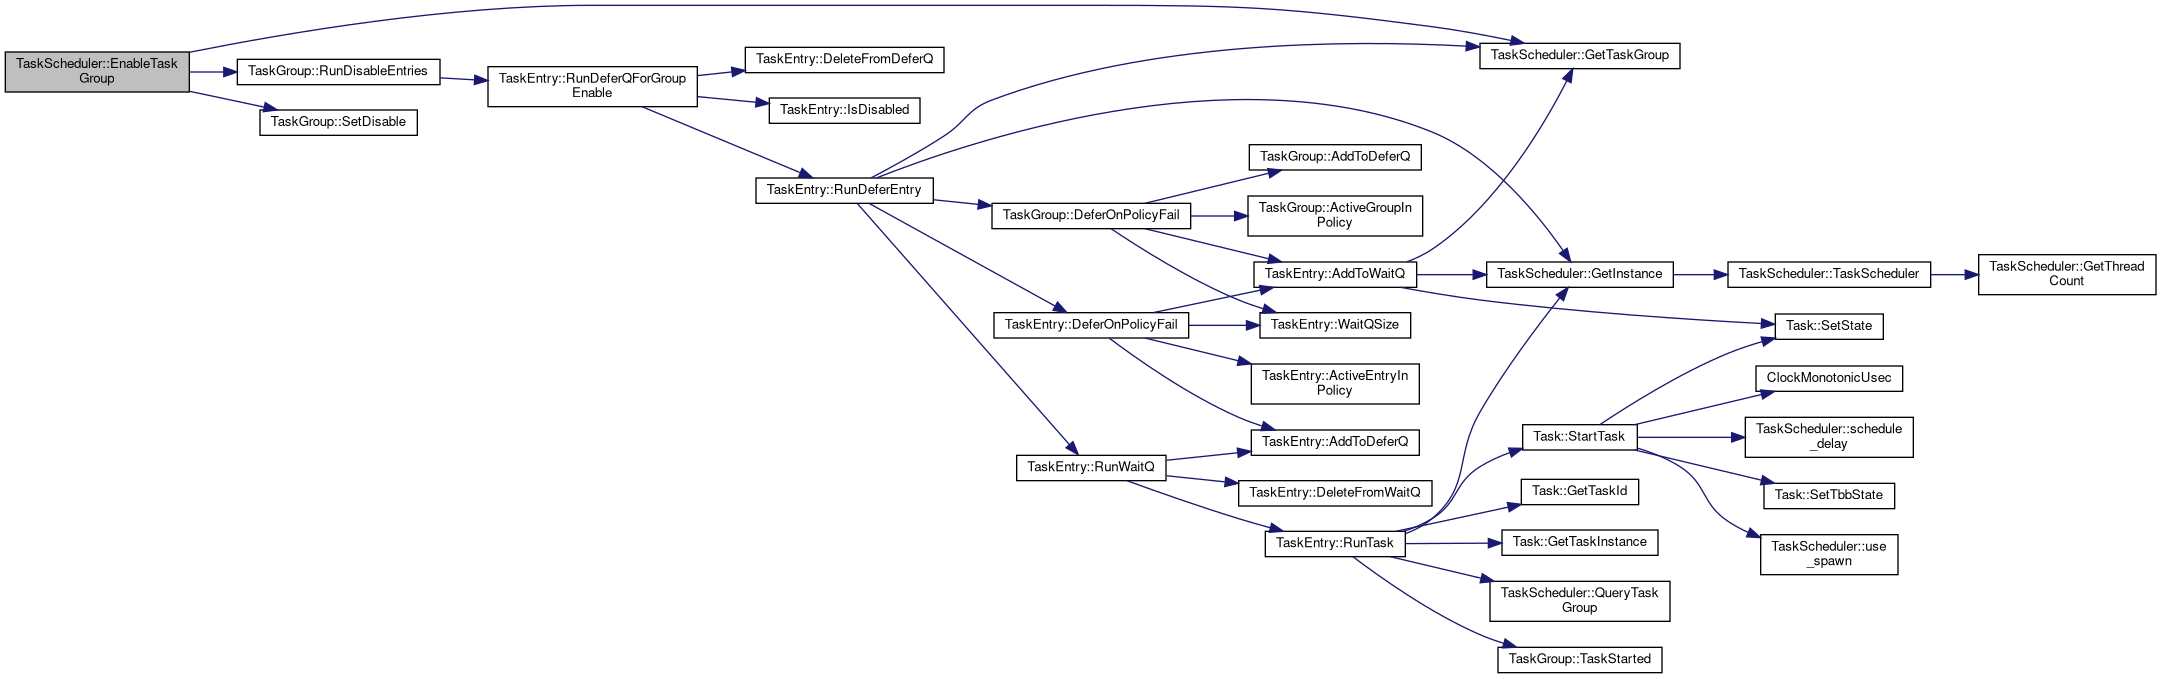 TaskScheduler::EnableTask
Group
TaskGroup::RunDisableEntries
TaskGroup::SetDisable
TaskEntry::RunDeferQForGroup
Enable
TaskEntry::DeleteFromDeferQ
TaskEntry::IsDisabled
TaskEntry::RunDeferEntry
TaskGroup::DeferOnPolicyFail
TaskEntry::DeferOnPolicyFail
TaskEntry::RunWaitQ
TaskGroup::AddToDeferQ
TaskGroup::ActiveGroupIn
Policy
TaskEntry::AddToWaitQ
TaskEntry::WaitQSize
TaskEntry::ActiveEntryIn
Policy
TaskEntry::AddToDeferQ
TaskEntry::DeleteFromWaitQ
TaskEntry::RunTask
TaskScheduler::GetTaskGroup
TaskScheduler::GetInstance
Task::StartTask
Task::GetTaskId
Task::GetTaskInstance
TaskScheduler::QueryTask
Group
TaskGroup::TaskStarted
TaskScheduler::TaskScheduler
Task::SetState
ClockMonotonicUsec
TaskScheduler::schedule
_delay
Task::SetTbbState
TaskScheduler::use
_spawn
TaskScheduler::GetThread
Count